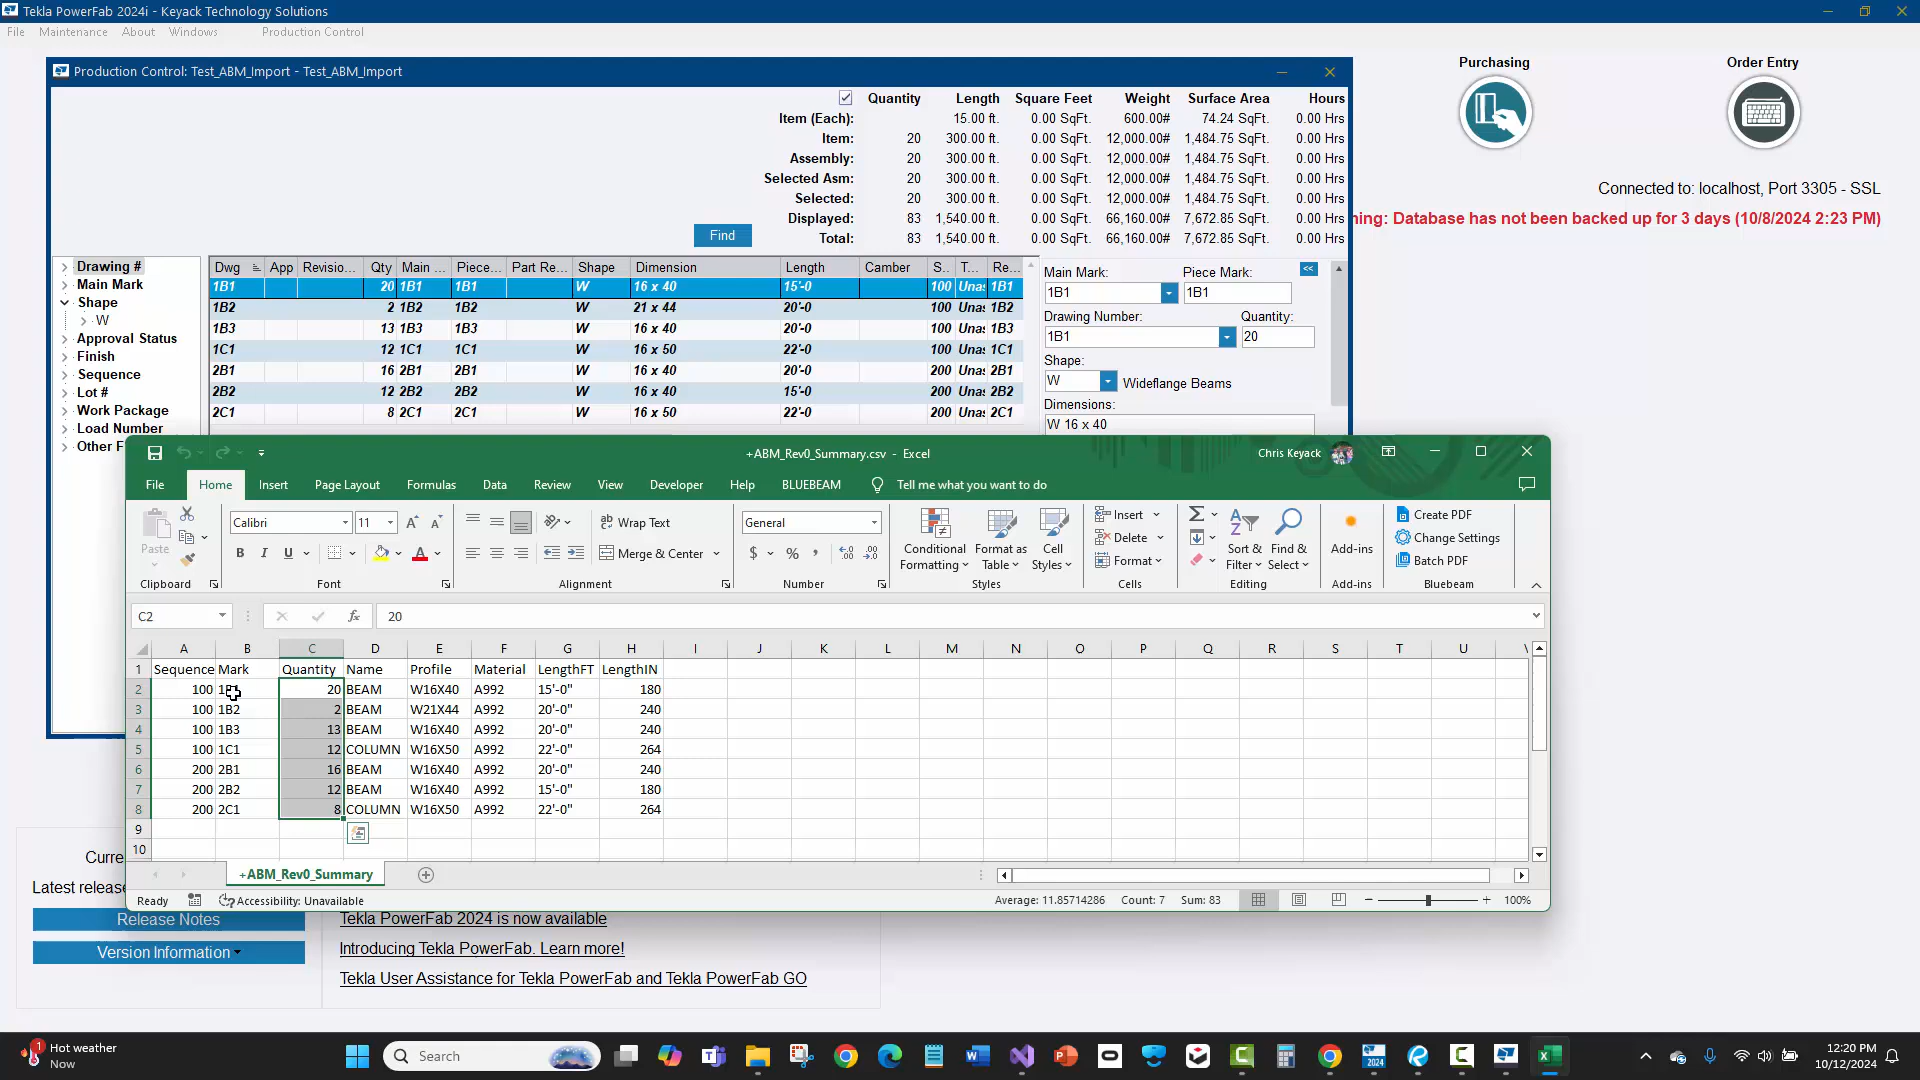 Tekla PowerFab 2024i - Keyack Technology Solutions
File Maintenance About Windows Production Control
Production Control: Test_ABM_Import - Test_ABM_Import
Quantity Length Square Feet Weight Surface Area Hours
Item (Each): 15.00 ft. 0.00 SqFt. 600.00# 74.24 SqFt. 0.00 Hrs
Item: 20 300.00 ft. 0.00 SqFt. 12,000.00# 1,484.75 SqFt. 0.00 Hrs
Assembly: 20 300.00 ft. 0.00 SqFt. 12,000.00# 1,484.75 SqFt. 0.00 Hrs
Selected Asm: 20 300.00 ft. 0.00 SqFt. 12,000.00# 1,484.75 SqFt. 0.00 Hrs
Selected: 20 300.00 ft. 0.00 SqFt. 12,000.00# 1,484.75 SqFt. 0.00 Hrs
Displayed: 83 1,540.00 ft. 0.00 SqFt. 66,160.00# 7,672.85 SqFt. 0.00 Hrs
Total: 83 1,540.00 ft. 0.00 SqFt. 66,160.00# 7,672.85 SqFt. 0.00 Hrs
Find
Purchasing Order Entry
Connected to: localhost, Port 3305 - SSL
ning: Database has not been backed up for 3 days (10/8/2024 2:23 PM)
Drawing #
Main Mark
Shape
W
Approval Status
Finish
Sequence
Lot #
Work Package
Load Number
Other F
Dwg App Revisio... Qty Main ... Piece... Part Re... Shape Dimension Length Camber S.. T... Re...
1B1 20 1B1 1B1 W 16 x 40 15'-0 100 Una: 1B1
1B2 2 1B2 1B2 W 21 x 44 20'-0 100 Una: 1B2
1B3 13 1B3 1B3 W 16 x 40 20'-0 100 Una: 1B3
1C1 12 1C1 1C1 W 16 x 50 22'-0 100 Una: 1C1
2B1 16 2B1 2B1 W 16 x 40 20'-0 200 Una: 2B1
2B2 12 2B2 2B2 W 16 x 40 15'-0 200 Una: 2B2
2C1 8 2C1 2C1 W 16 x 50 22'-0 200 Una: 2C1
<<
Main Mark: Piece Mark:
1B1 1B1
Drawing Number: Quantity:
1B1 20
Shape:
W Wideflange Beams
Dimensions:
W 16 x 40
+ABM_Rev0_Summary.csv - Excel
Chris Keyack
File Home Insert Page Layout Formulas Data Review View Developer Help BLUEBEAM Tell me what you want to do
Paste
Clipboard
Calibri 11
B I U
Font
Wrap Text
Merge & Center
Alignment
General
$ % ,
Number
Conditional Formatting
Format as Table
Cell Styles
Styles
Insert
Delete
Format
Cells
Sort & Filter
Find & Select
Editing
Add-ins
Add-ins
Create PDF
Change Settings
Batch PDF
Bluebeam
C2 fx 20
A B C D E F G H I J K L M N O P Q R S T U
1 Sequence Mark Quantity Name Profile Material LengthFT LengthIN
2 100 1B1 20 BEAM W16X40 A992 15'-0" 180
3 100 1B2 2 BEAM W21X44 A992 20'-0" 240
4 100 1B3 13 BEAM W16X40 A992 20'-0" 240
5 100 1C1 12 COLUMN W16X50 A992 22'-0" 264
6 200 2B1 16 BEAM W16X40 A992 20'-0" 240
7 200 2B2 12 BEAM W16X40 A992 15'-0" 180
8 200 2C1 8 COLUMN W16X50 A992 22'-0" 264
9
10
+ABM_Rev0_Summary
Ready Accessibility: Unavailable Average: 11.85714286 Count: 7 Sum: 83 100%
Curre
Latest release
Release Notes
Version Information
Tekla PowerFab 2024 is now available
Introducing Tekla PowerFab. Learn more!
Tekla User Assistance for Tekla PowerFab and Tekla PowerFab GO
1
Hot weather
Now
Search
2024
12:20 PM
10/12/2024